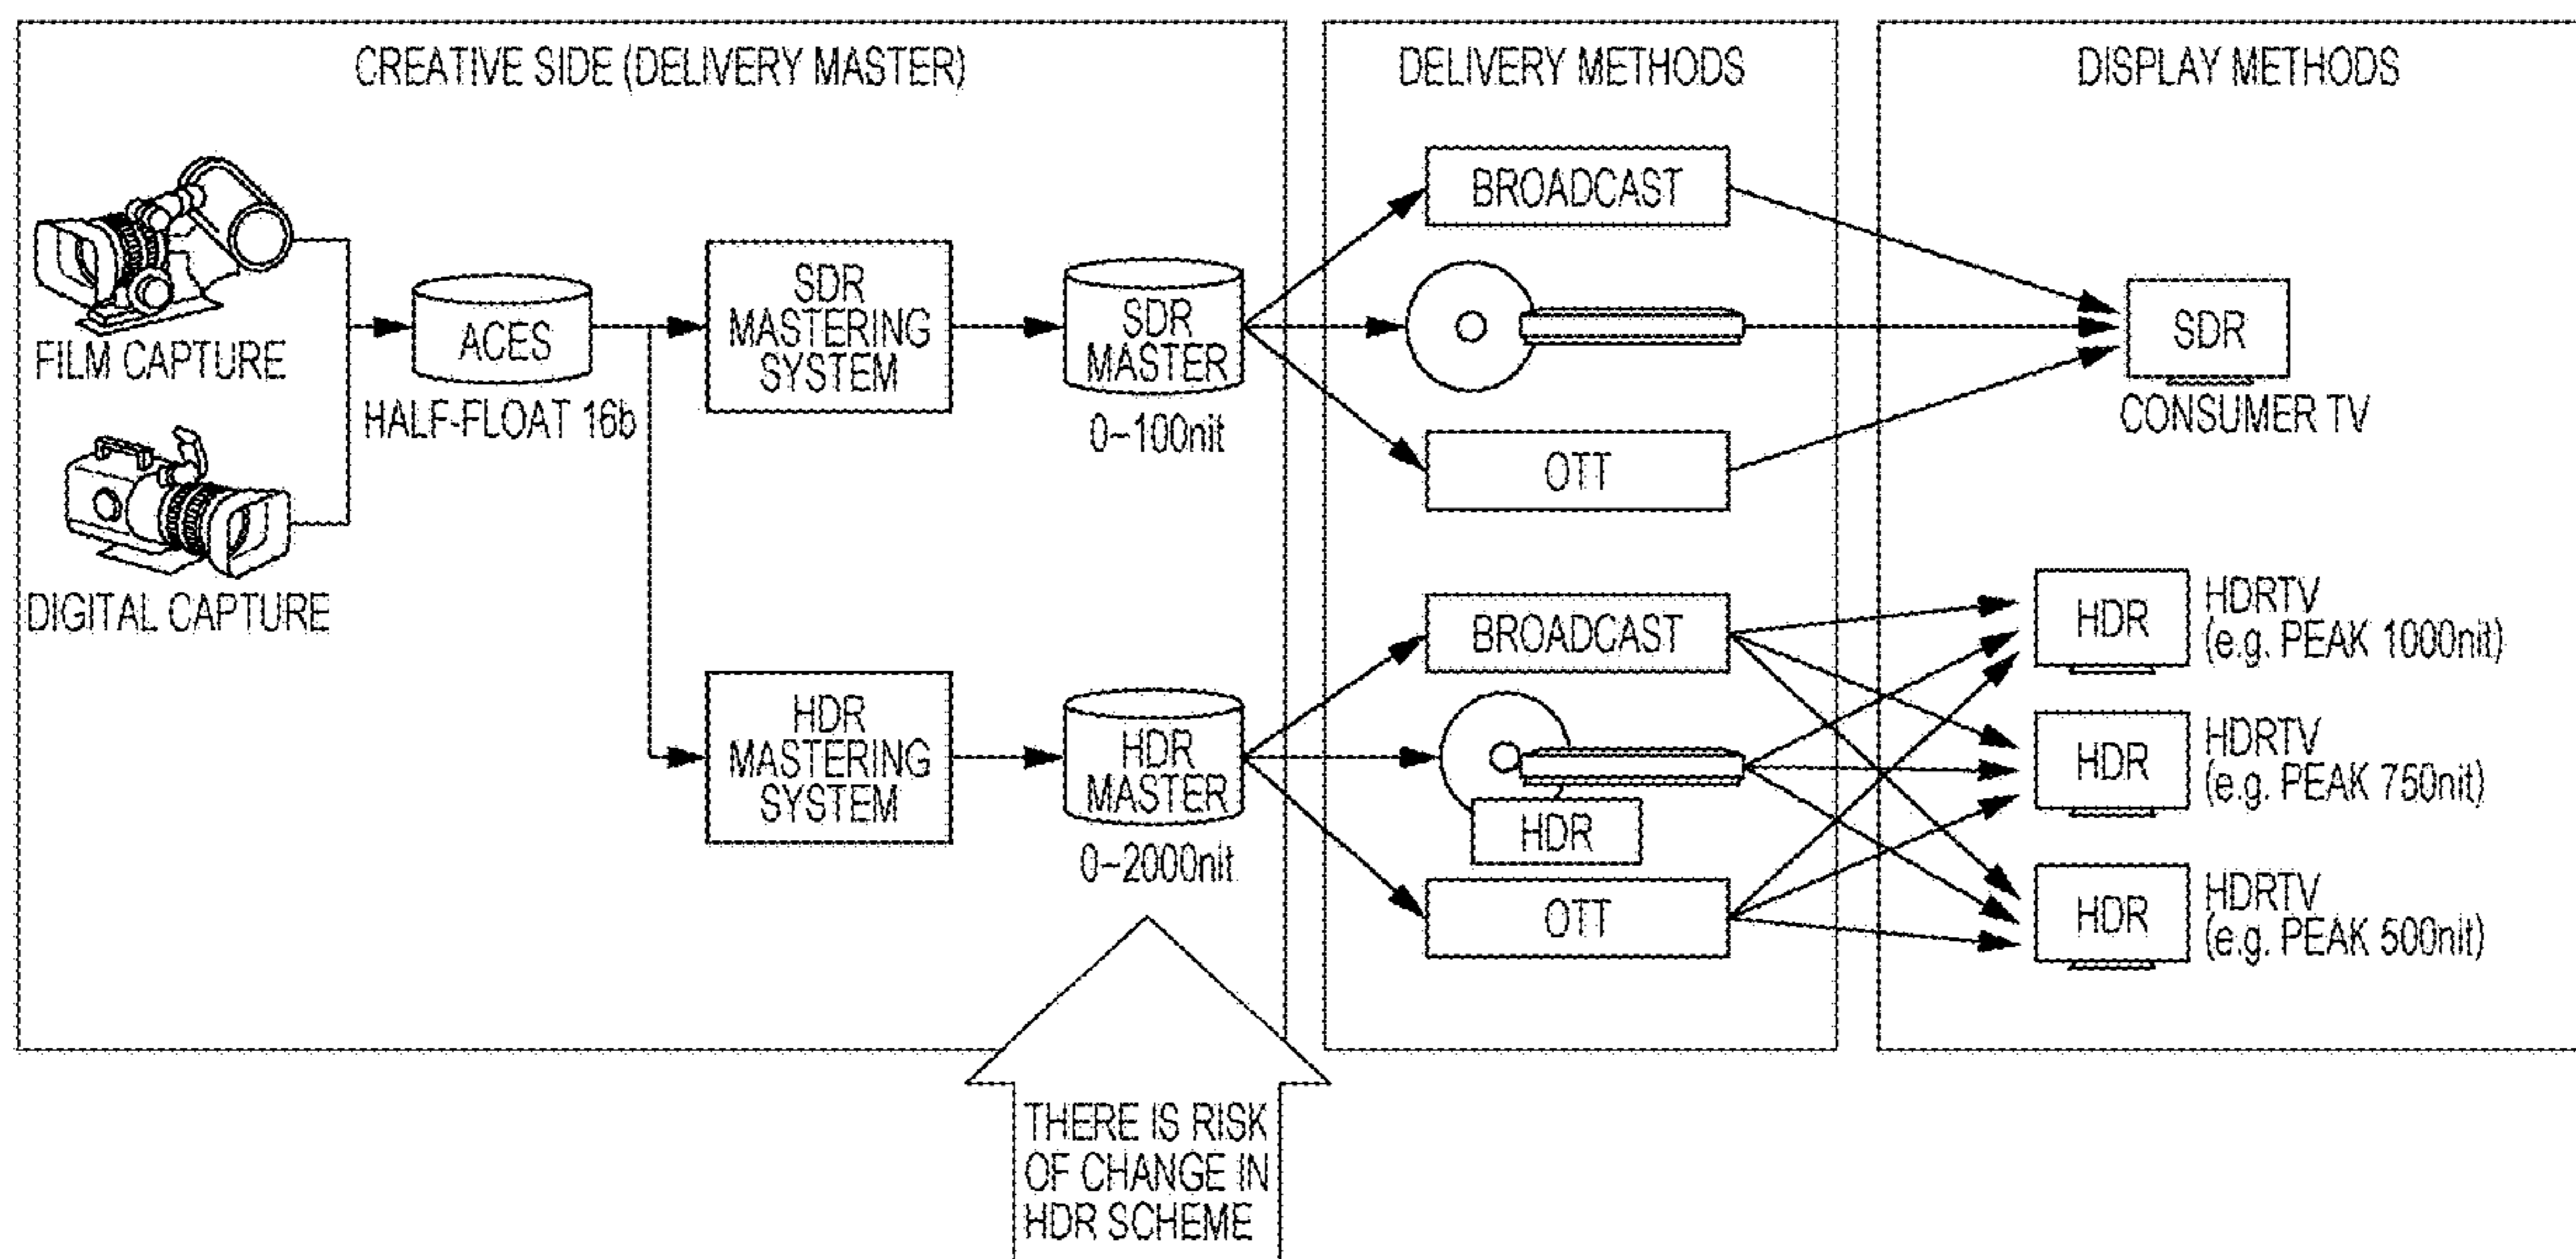 CREATIVE SIDE (DELIVERY MASTER)
FILM CAPTURE
DIGITAL CAPTURE
ACES
HALF-FLOAT 16b
SDR
MASTERING
SYSTEM
SDR
MASTER
0-100nit
HDR
MASTERING
SYSTEM
HDR
MASTER
0-2000nit
THERE IS RISK
OF CHANGE IN
HDR SCHEME
DELIVERY METHODS
BROADCAST
OTT
BROADCAST
HDR
OTT
DISPLAY METHODS
SDR
CONSUMER TV
HDR
HDRTV
(e.g. PEAK 1000nit)
HDR
HDRTV
(e.g. PEAK 750nit)
HDR
HDRTV
(e.g. PEAK 500nit)